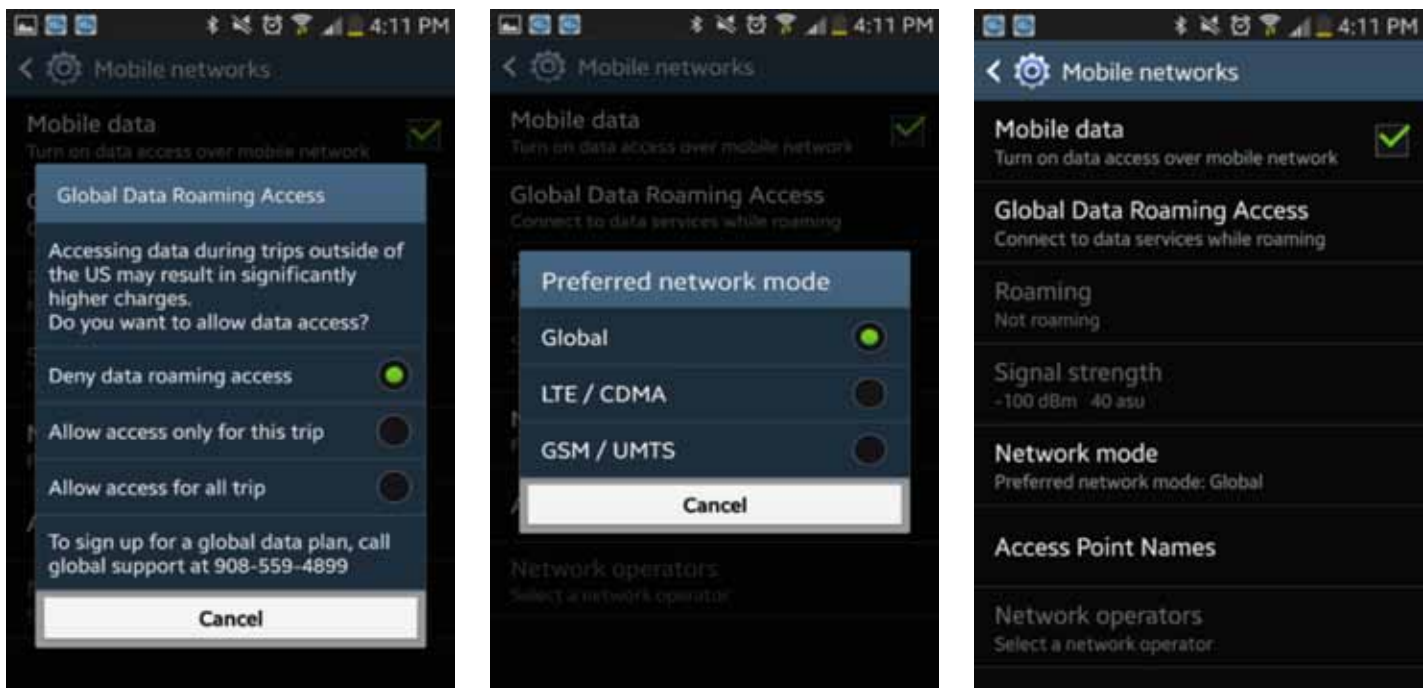 4:11 PM
Mobile networks
Mobile data
Turn on data access over mobile network
Global Data Roaming Access
Accessing data during trips outside of
the US may result in significantly
higher charges.
Do you want to allow data access?
Deny data roaming access
Allow access only for this trip
Allow access for all trip
To sign up for a global data plan, call
global support at 908-559-4899
Cancel
4:11 PM
Mobile networks
Mobile data
Turn on data access over mobile network
Global Data Roaming Access
Connect to data services while roaming
Preferred network mode
Global
LTE / CDMA
GSM / UMTS
Cancel
Network operators
Select a network operator
4:11 PM
Mobile networks
Mobile data
Turn on data access over mobile network
Global Data Roaming Access
Connect to data services while roaming
Roaming
Not roaming
Signal strength
-100 dBm 40 asu
Network mode
Preferred network mode: Global
Access Point Names
Network operators
Select a network operator